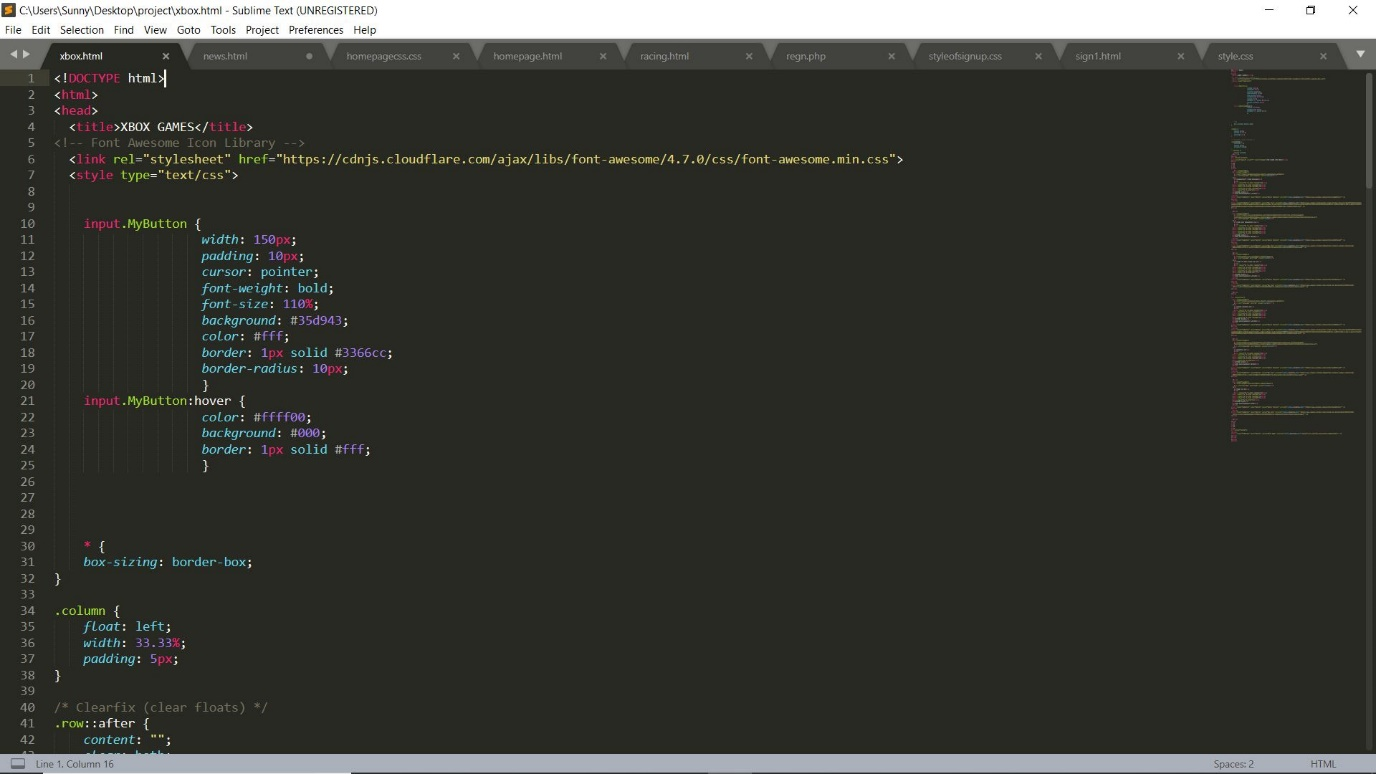 C:\Users\Sunny\Desktop\project\xbox.html - Sublime Text (UNREGISTERED)
File Edit Selection Find View Goto Tools Project Preferences Help
xbox.html news.html homepagecss.css homepage.html racing.html regn.php styleofsignup.css sign1.html style.css
1 <!DOCTYPE html>
2 <html>
3 <head>
4 <title>XBOX GAMES</title>
5 <!-- Font Awesome Icon Library -->
6 <link rel="stylesheet" href="https://cdnjs.cloudflare.com/ajax/libs/font-awesome/4.7.0/css/font-awesome.min.css">
7 <style type="text/css">
8
9
10 input.MyButton {
11 width: 150px;
12 padding: 10px;
13 cursor: pointer;
14 font-weight: bold;
15 font-size: 110%;
16 background: #35d943;
17 color: #fff;
18 border: 1px solid #3366cc;
19 border-radius: 10px;
20 }
21 input.MyButton:hover {
22 color: #ffff00;
23 background: #000;
24 border: 1px solid #fff;
25 }
26
27
28
29
30 * {
31 box-sizing: border-box;
32 }
33
34 .column {
35 float: left;
36 width: 33.33%;
37 padding: 5px;
38 }
39
40 /* Clearfix (clear floats) */
41 .row::after {
42 content: "";
Line 1, Column 16 Spaces: 2 HTML